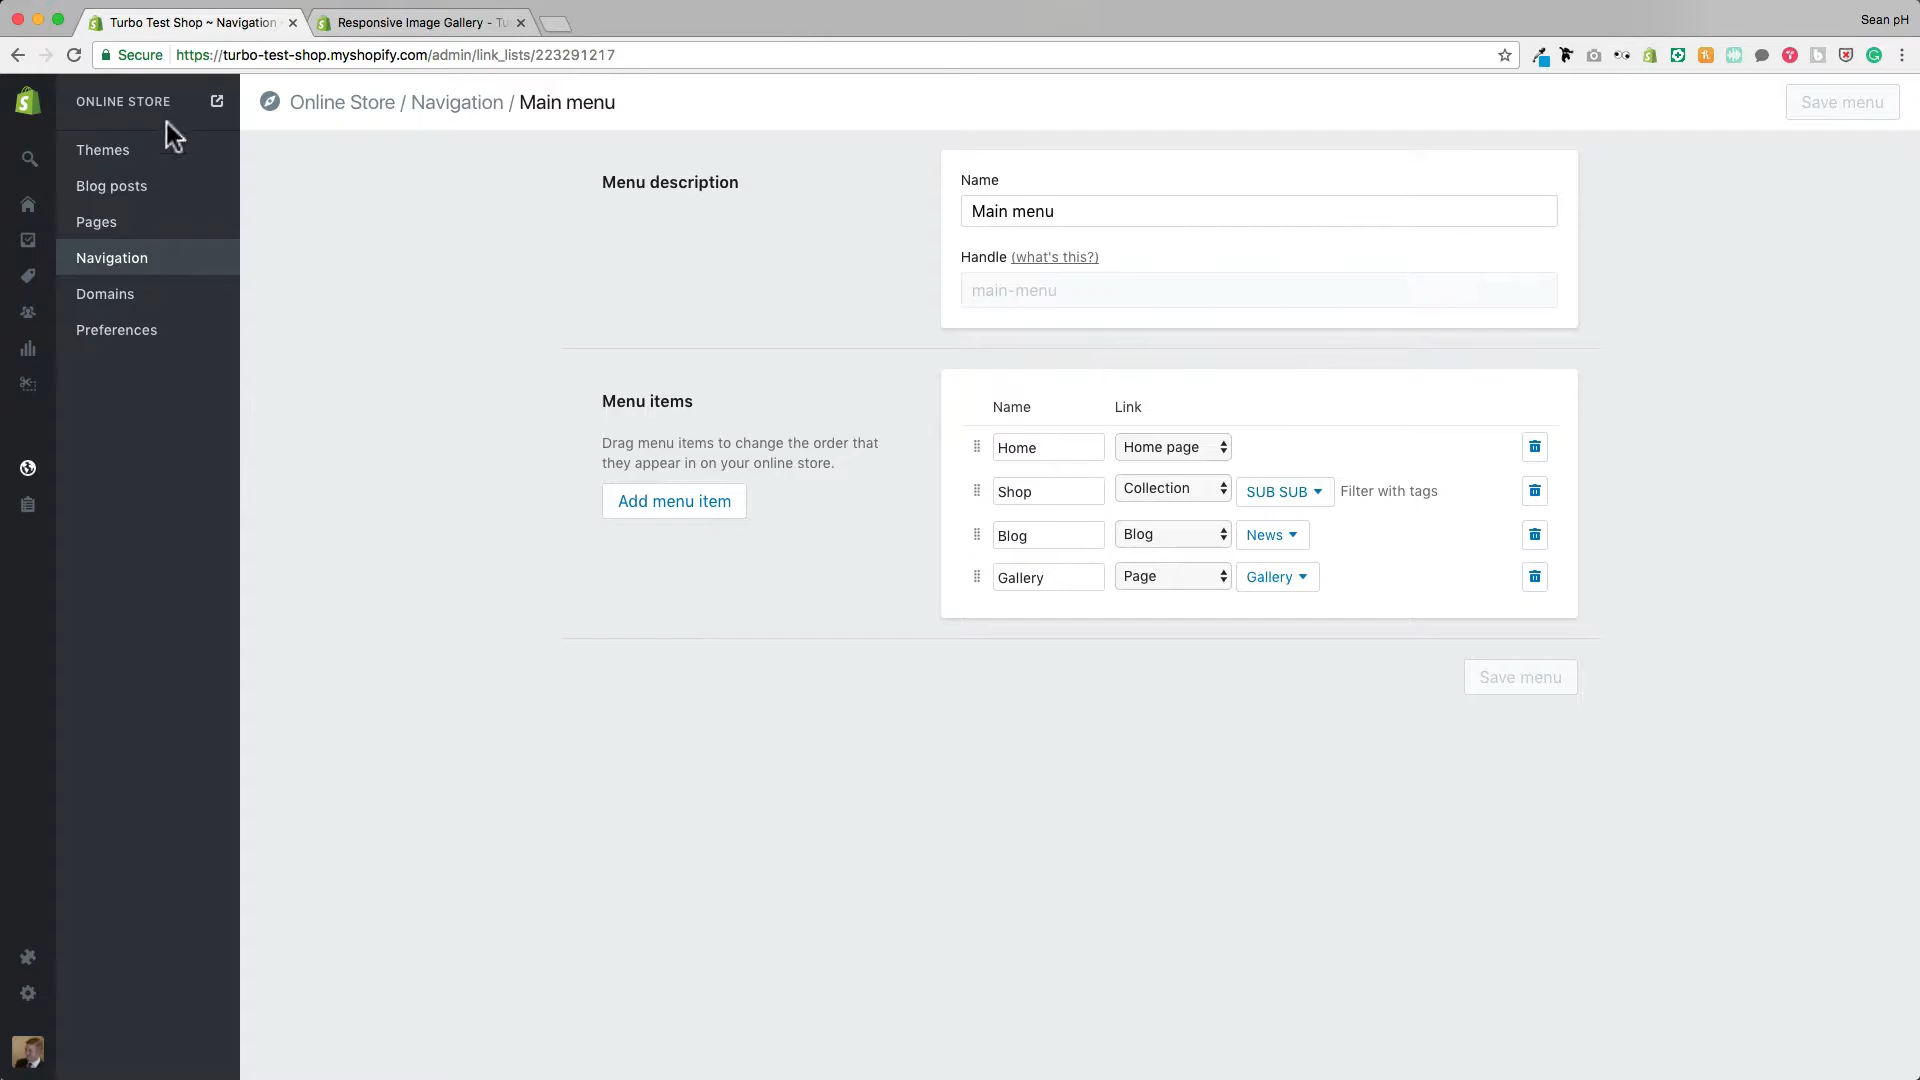 Turbo Test Shop ~ Navigation
Responsive Image Gallery - Tu
Sean pH
Secure
https://turbo-test-shop.myshopify.com/admin/link_lists/223291217
ONLINE STORE
Online Store / Navigation / Main menu
Save menu
Themes
Blog posts
Pages
Navigation
Domains
Preferences
Menu description
Name
Main menu
Handle (what's this?)
main-menu
Menu items
Drag menu items to change the order that
they appear in on your online store.
Add menu item
Name Link
Home Home page
Shop Collection SUB SUB Filter with tags
Blog Blog News
Gallery Page Gallery
Save menu